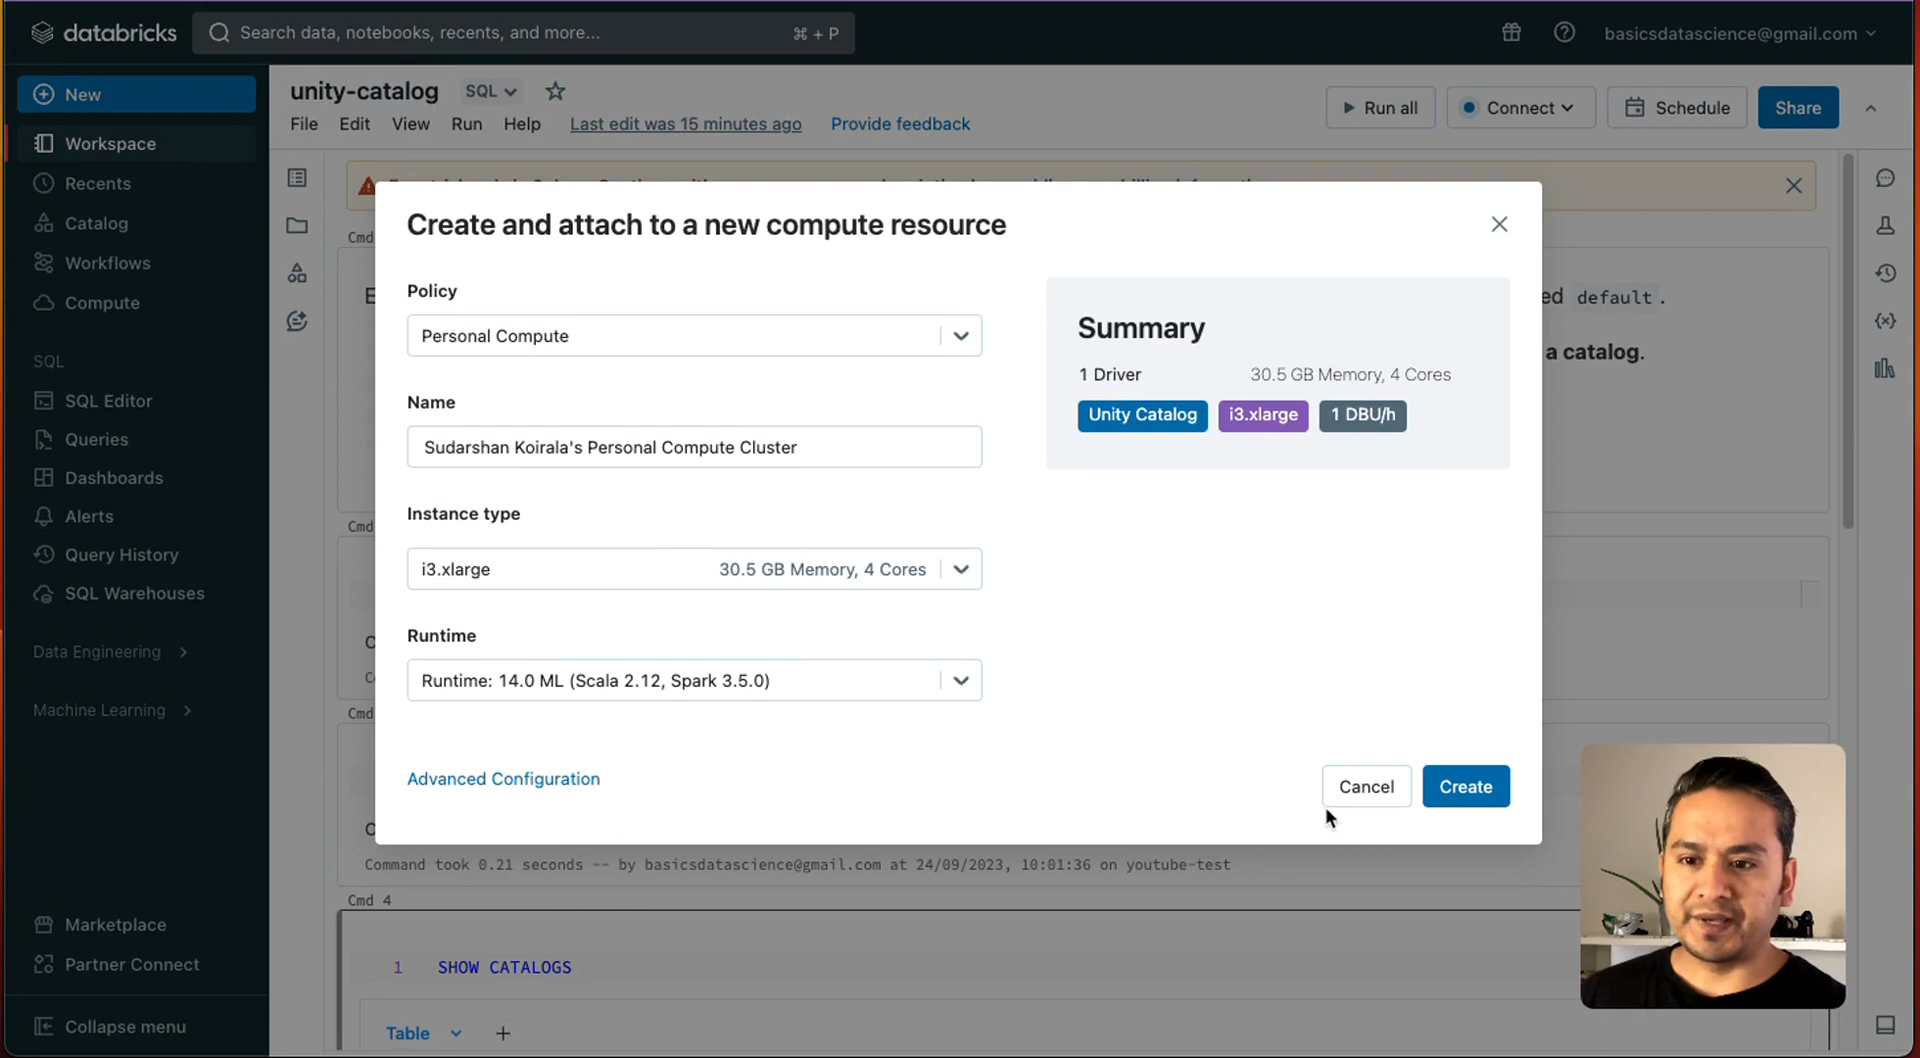 databricks
Search data, notebooks, recents, and more...
⌘ + P
basicsdatascience@gmail.com
New
Workspace
Recents
Catalog
Workflows
Compute
SQL
SQL Editor
Queries
Dashboards
Alerts
Query History
SQL Warehouses
Data Engineering
Machine Learning
Marketplace
Partner Connect
Collapse menu
unity-catalog
SQL
File Edit View Run Help Last edit was 15 minutes ago Provide feedback
Run all
Connect
Schedule
Share
Cmd
ed default.
a catalog.
Create and attach to a new compute resource
Policy
Personal Compute
Name
Sudarshan Koirala's Personal Compute Cluster
Instance type
i3.xlarge 30.5 GB Memory, 4 Cores
Runtime
Runtime: 14.0 ML (Scala 2.12, Spark 3.5.0)
Advanced Configuration
Summary
1 Driver 30.5 GB Memory, 4 Cores
Unity Catalog i3.xlarge 1 DBU/h
Cancel
Create
Cmd
Cmd
Command took 0.21 seconds -- by basicsdatascience@gmail.com at 24/09/2023, 10:01:36 on youtube-test
Cmd 4
1 SHOW CATALOGS
Table +